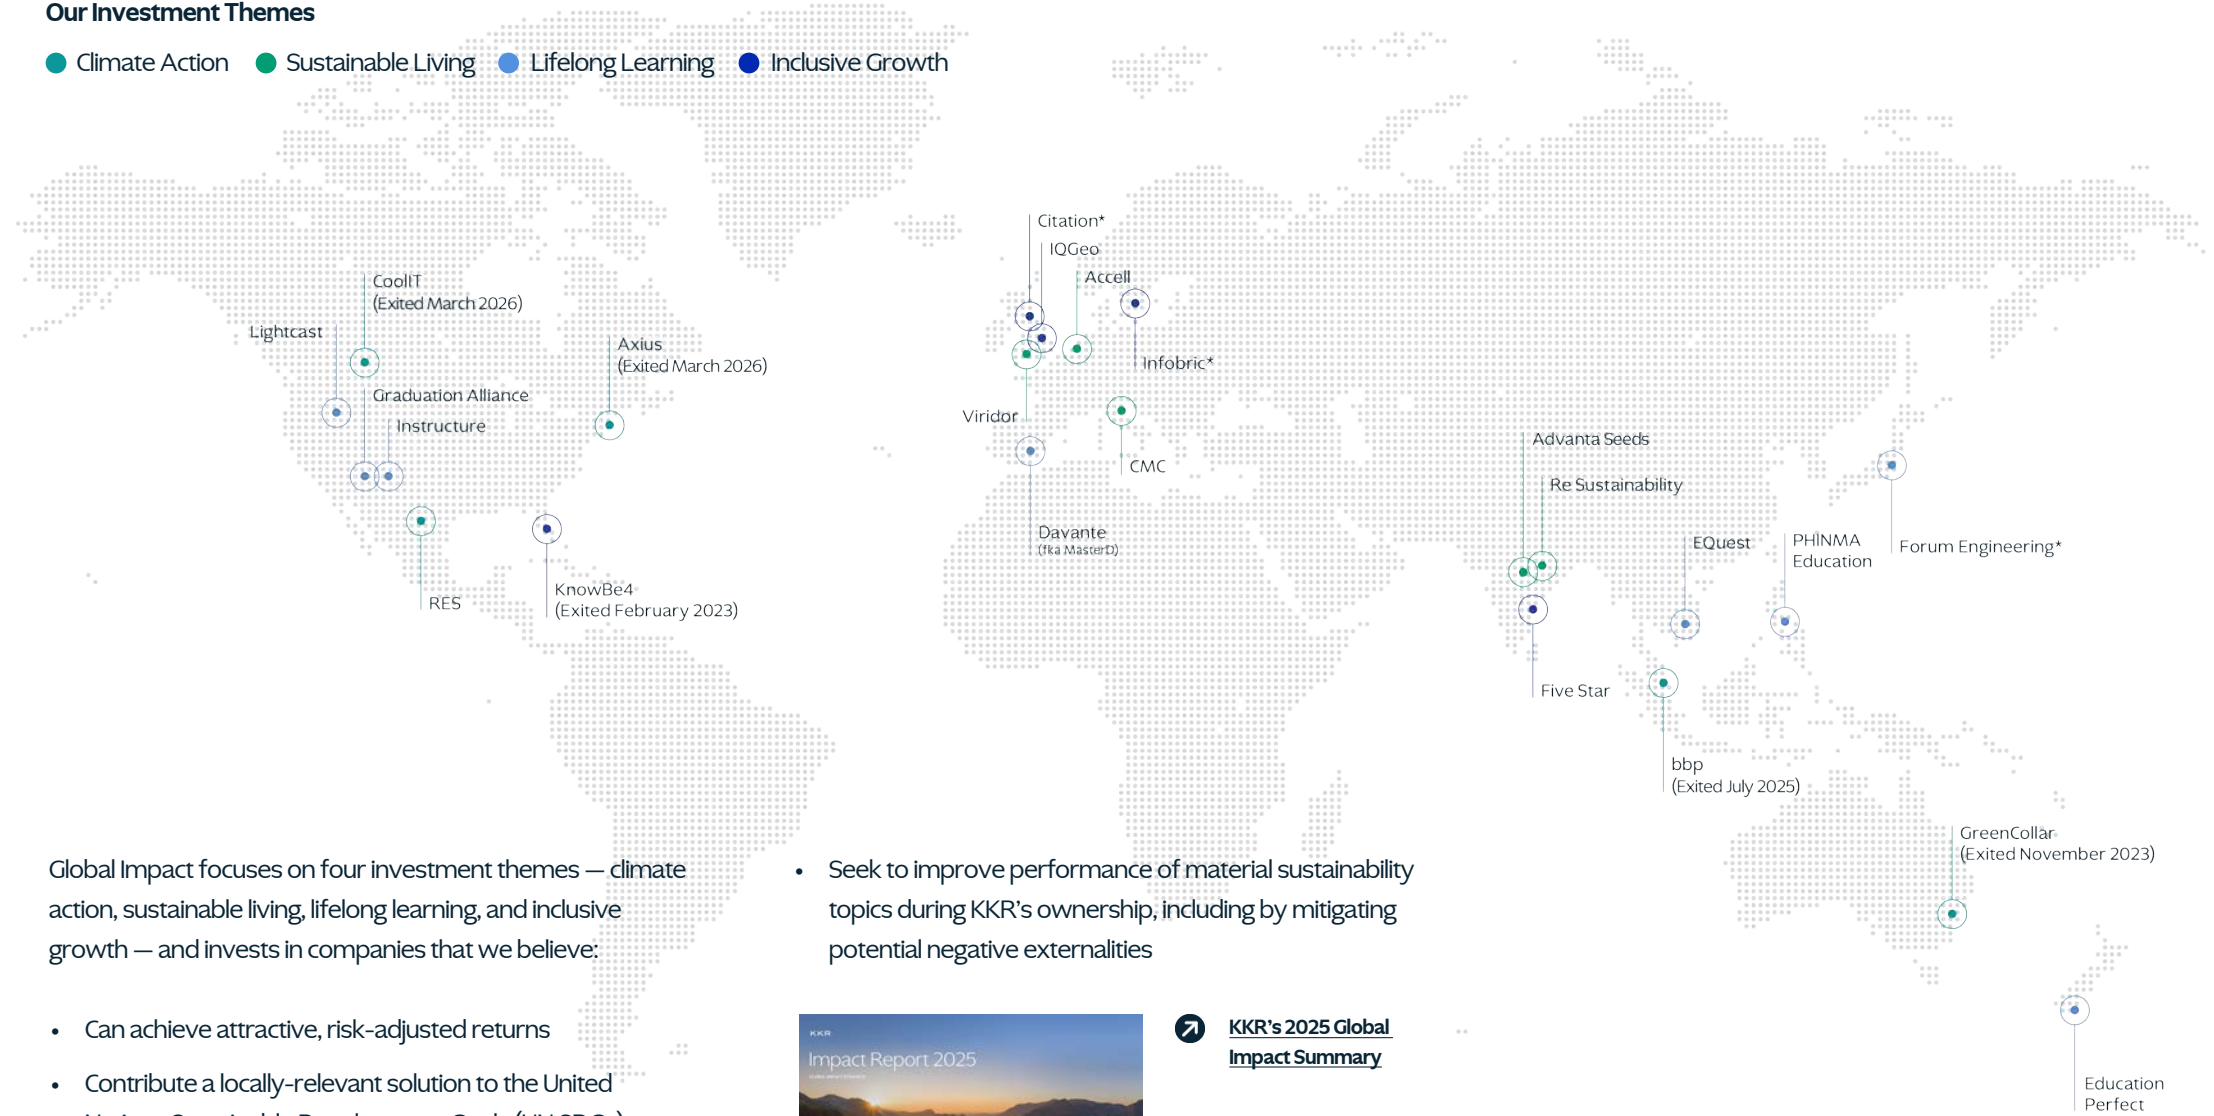 Our Investment Themes
Climate Action
Sustainable Living
Lifelong Learning
Inclusive Growth
Citation*
IQGeo
Accell
CoolIT
(Exited March 2026)
Lightcast
Axius
(Exited March 2026)
Infobric*
Graduation Alliance
Instructure
Viridor
CMC
Advanta Seeds
Re Sustainability
Davante
(fka MasterD)
EQuest
PHINMA
Education
Forum Engineering*
RES
KnowBe4
(Exited February 2023)
Five Star
bbp
(Exited July 2025)
GreenCollar
(Exited November 2023)
Education
Perfect
Global Impact focuses on four investment themes — climate
action, sustainable living, lifelong learning, and inclusive
growth — and invests in companies that we believe:
• Can achieve attractive, risk-adjusted returns
• Contribute a locally-relevant solution to the United
• Seek to improve performance of material sustainability
topics during KKR's ownership, including by mitigating
potential negative externalities
KKR
Impact Report 2025
KKR's 2025 Global
Impact Summary